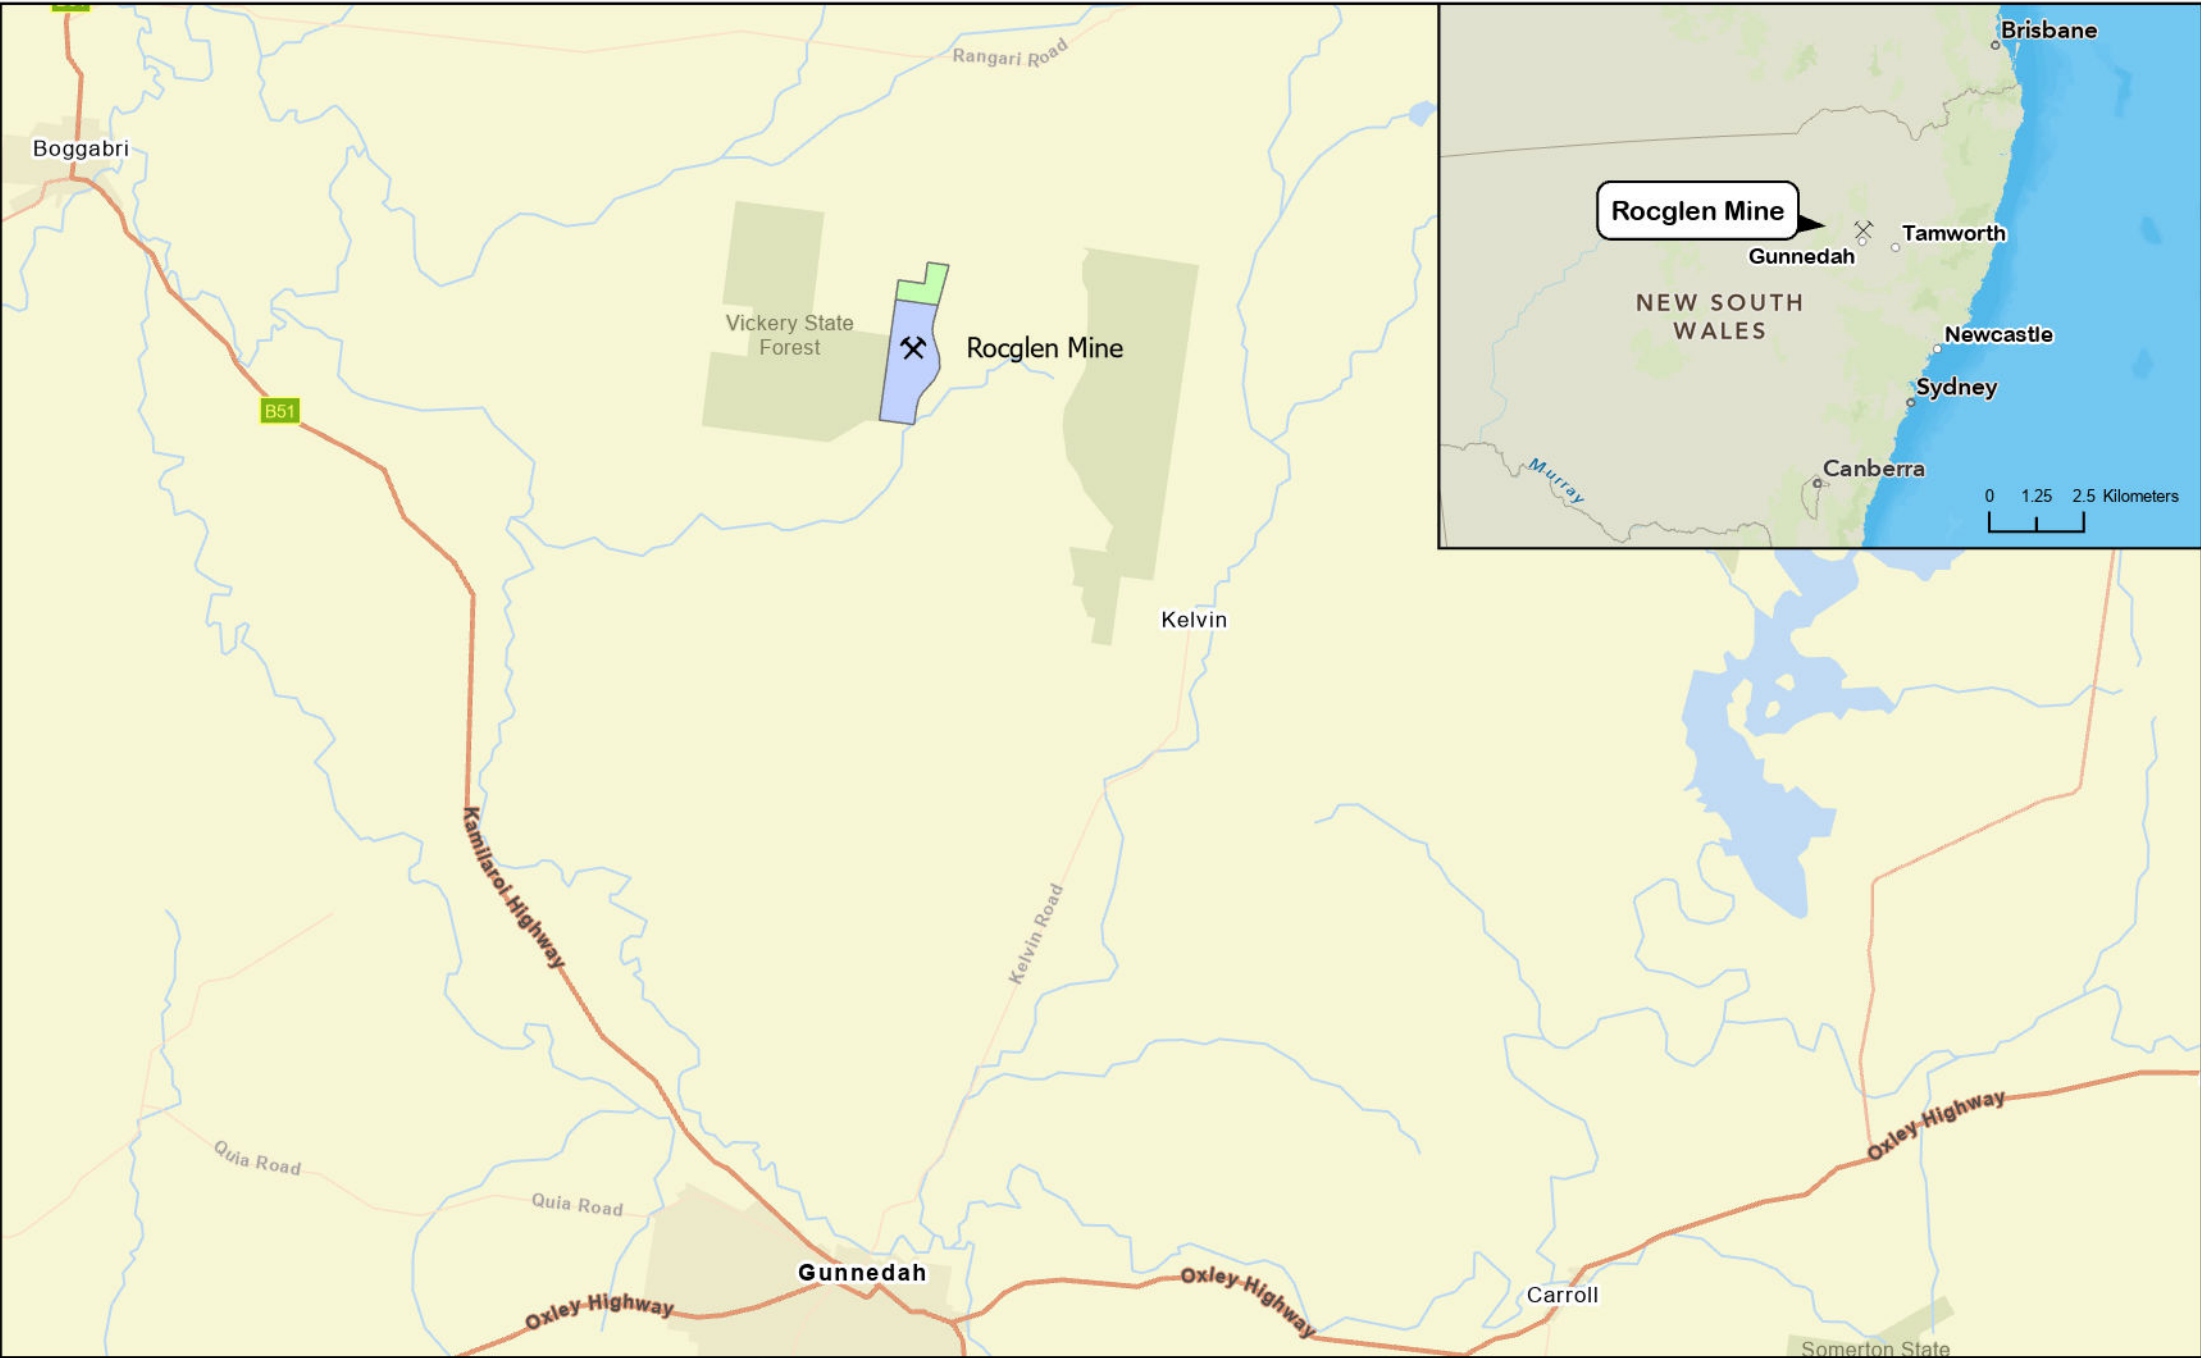 Rangari Road
Boggabri
Vickery State
Forest
Rocglen Mine
B51
Kelvin
Kamilaroi Highway
Kelvin Road
Quia Road
Quia Road
Gunnedah
Oxley Highway
Oxley Highway
Oxley Highway
Carroll
Somerton State
Brisbane
Rocglen Mine
Tamworth
Gunnedah
NEW SOUTH
WALES
Newcastle
Sydney
Canberra
Murray
0 1.25 2.5 Kilometers